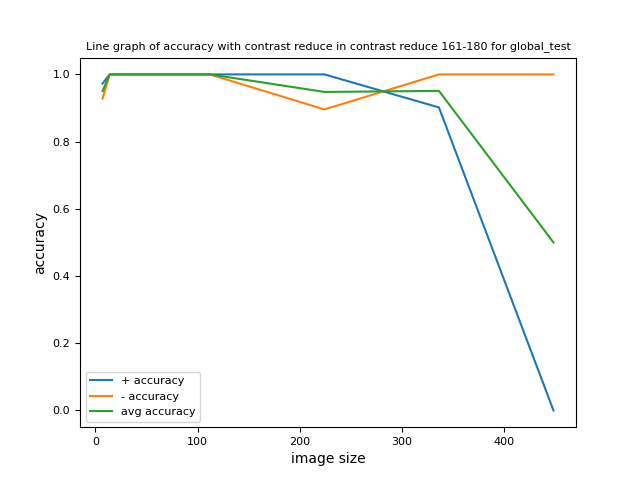 Line graph of accuracy with contrast reduce in contrast reduce 161-180 for global_test
1.0
0.8
0.6
0.4
0.2
0.0
accuracy
+ accuracy
- accuracy
avg accuracy
0 100 200 300 400
image size